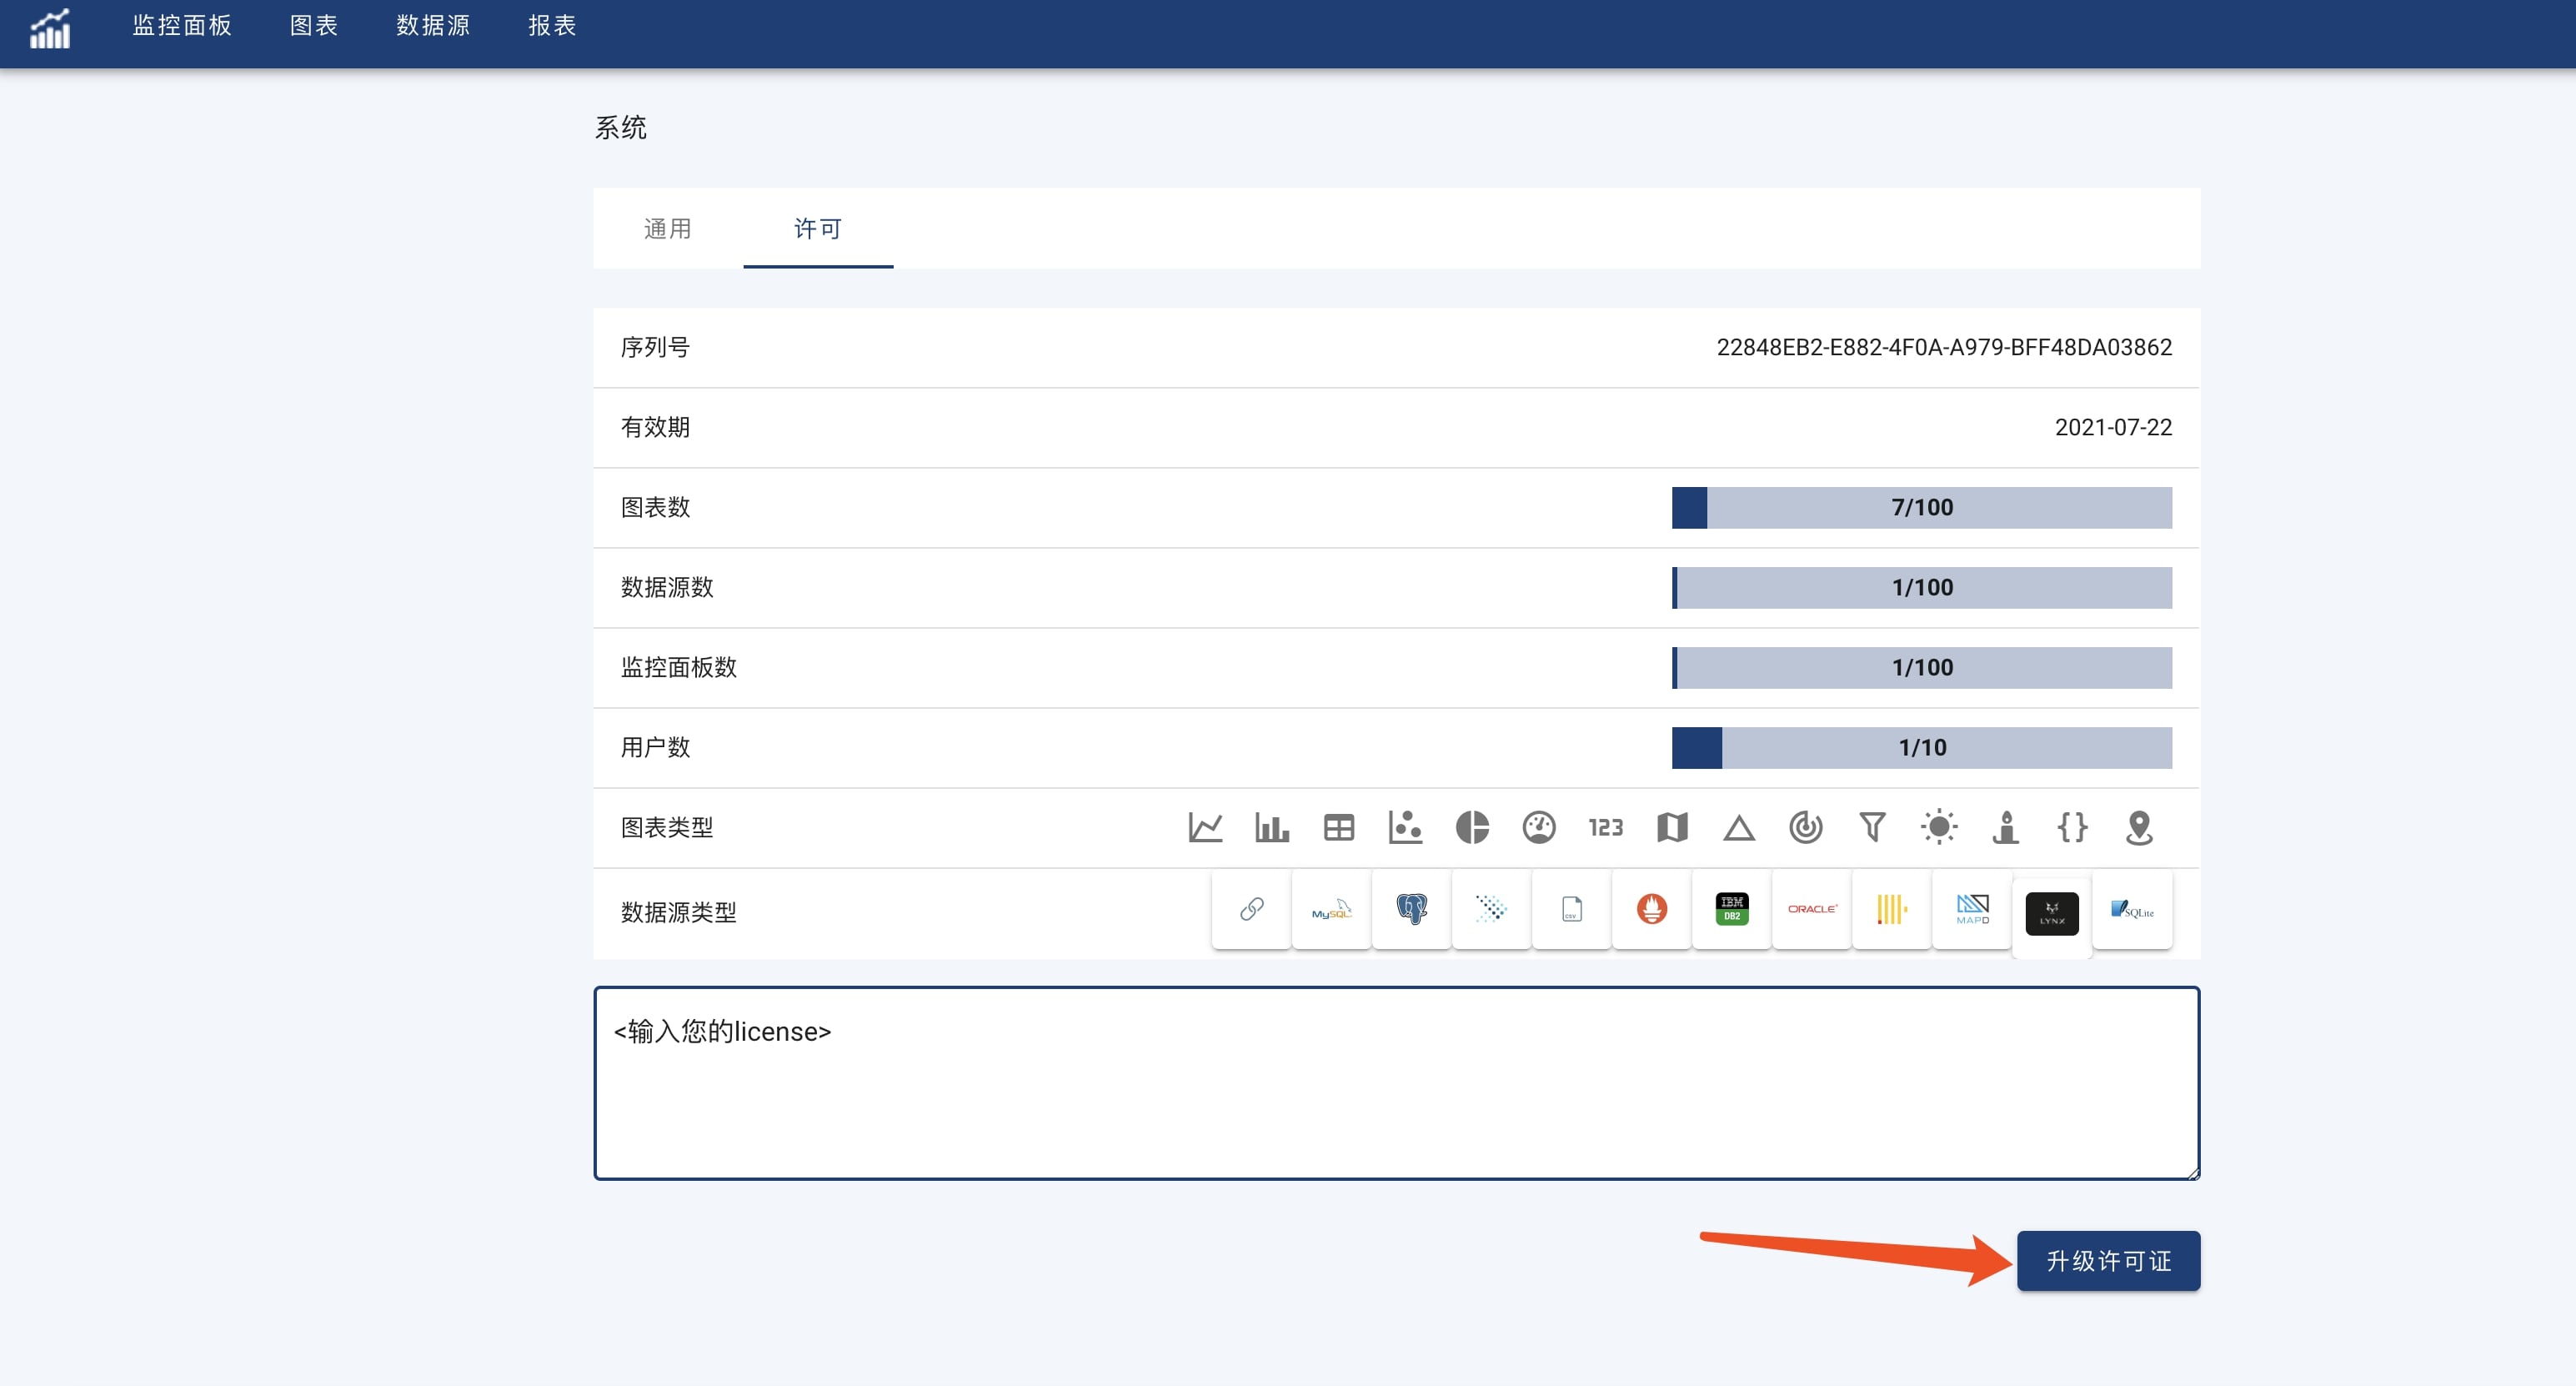 监控面板 图表 数据源 报表
系统
通用 许可
序列号 22848EB2-E882-4F0A-A979-BFF48DA03862
有效期 2021-07-22
图表数 7/100
数据源数 1/100
监控面板数 1/100
用户数 1/10
图表类型 123 { }
数据源类型 MySQL csv IBM DB2 ORACLE MAPD LYNX SQLite
<输入您的license>
升级许可证